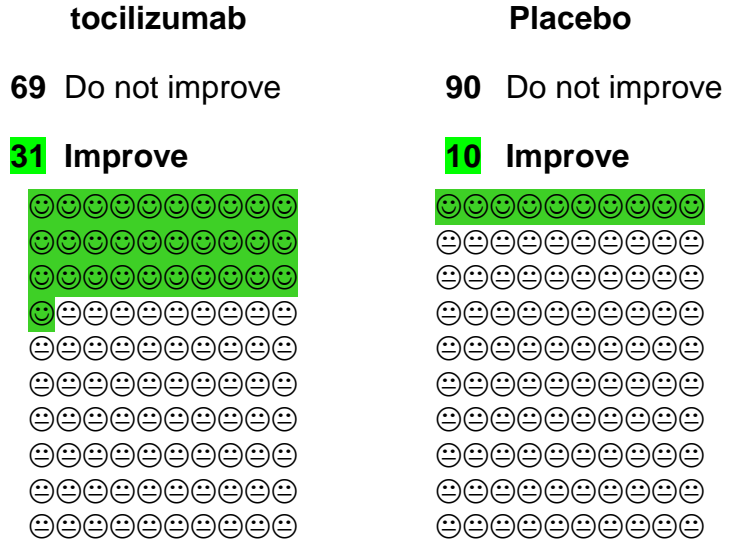 tocilizumab
69 Do not improve
31 Improve
Placebo
90 Do not improve
10 Improve